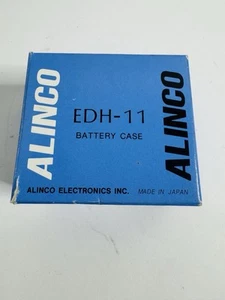 ALINCO
EDH-11
BATTERY CASE
ALINCO
ALINCO ELECTRONICS INC. MADE IN JAPAN